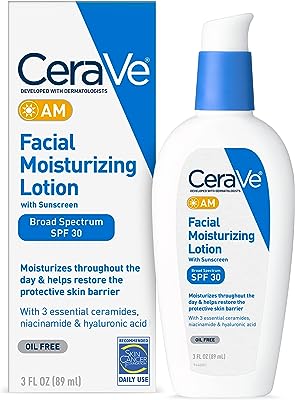 CeraVe
DEVELOPED WITH DERMATOLOGISTS
AM
Facial
Moisturizing
Lotion
with Sunscreen
Broad Spectrum
SPF 30
Moisturizes throughout the
day & helps restore the
protective skin barrier
With 3 essential ceramides,
niacinamide & hyaluronic acid
OIL FREE
3 FL OZ (89 mL)
RECOMMENDED
SKIN
CANCER
FOUNDATION
DAILY USE
CeraVe
DEVELOPED WITH DERMATOLOGISTS
AM
Facial
Moisturizing
Lotion
With Sunscreen
Broad Spectrum
SPF 30
Moisturizes throughout the
day & helps restore the
protective skin barrier
With 3 essential ceramides,
niacinamide & hyaluronic acid
OIL FREE
3 FL OZ (89 mL)